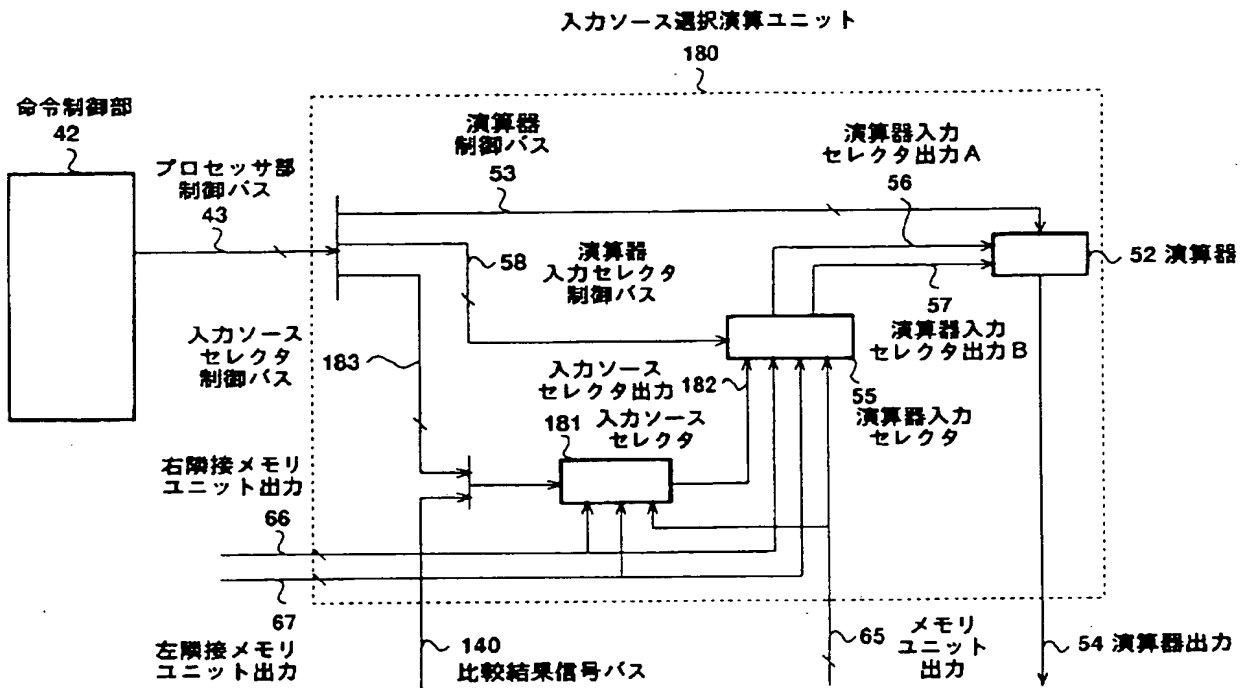 入力ソース選択演算ユニット
180
命令制御部
42
プロセッサ部
制御バス
43
演算器
制御バス
53
演算器入力
セレクタ出力A
56
52 演算器
58
演算器
入力セレクタ
制御バス
57
演算器入力
セレクタ出力B
入力ソース
セレクタ
制御バス
183
入力ソース
セレクタ出力
182
55
演算器入力
セレクタ
181
入力ソース
セレクタ
右隣接メモリ
ユニット出力
66
67
左隣接メモリ
ユニット出力
140
比較結果信号バス
65
メモリ
ユニット
出力
54 演算器出力